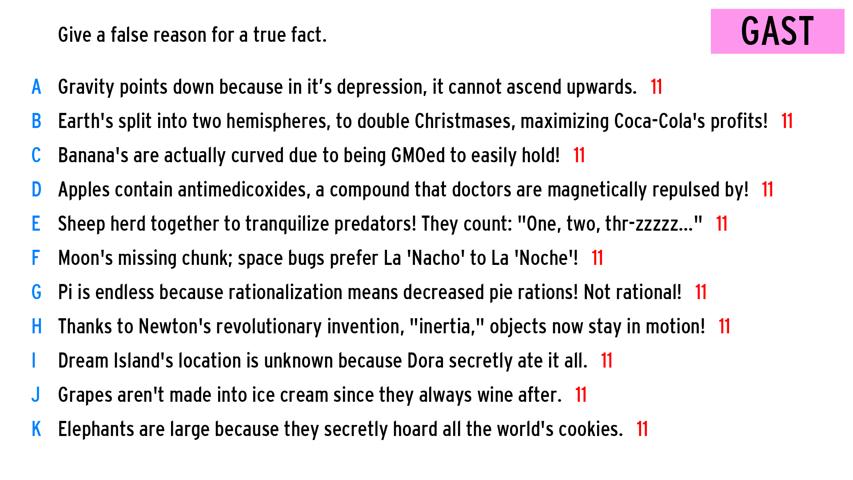 Give a false reason for a true fact.
GAST
A Gravity points down because in it's depression, it cannot ascend upwards. 11
B Earth's split into two hemispheres, to double Christmases, maximizing Coca-Cola's profits! 11
C Banana's are actually curved due to being GMOed to easily hold! 11
D Apples contain antimedicoxides, a compound that doctors are magnetically repulsed by! 11
E Sheep herd together to tranquilize predators! They count: "One, two, thr-zzzzz..." 11
F Moon's missing chunk; space bugs prefer La 'Nacho' to La 'Noche'! 11
G Pi is endless because rationalization means decreased pie rations! Not rational! 11
H Thanks to Newton's revolutionary invention, "inertia," objects now stay in motion! 11
I Dream Island's location is unknown because Dora secretly ate it all. 11
J Grapes aren't made into ice cream since they always wine after. 11
K Elephants are large because they secretly hoard all the world's cookies. 11